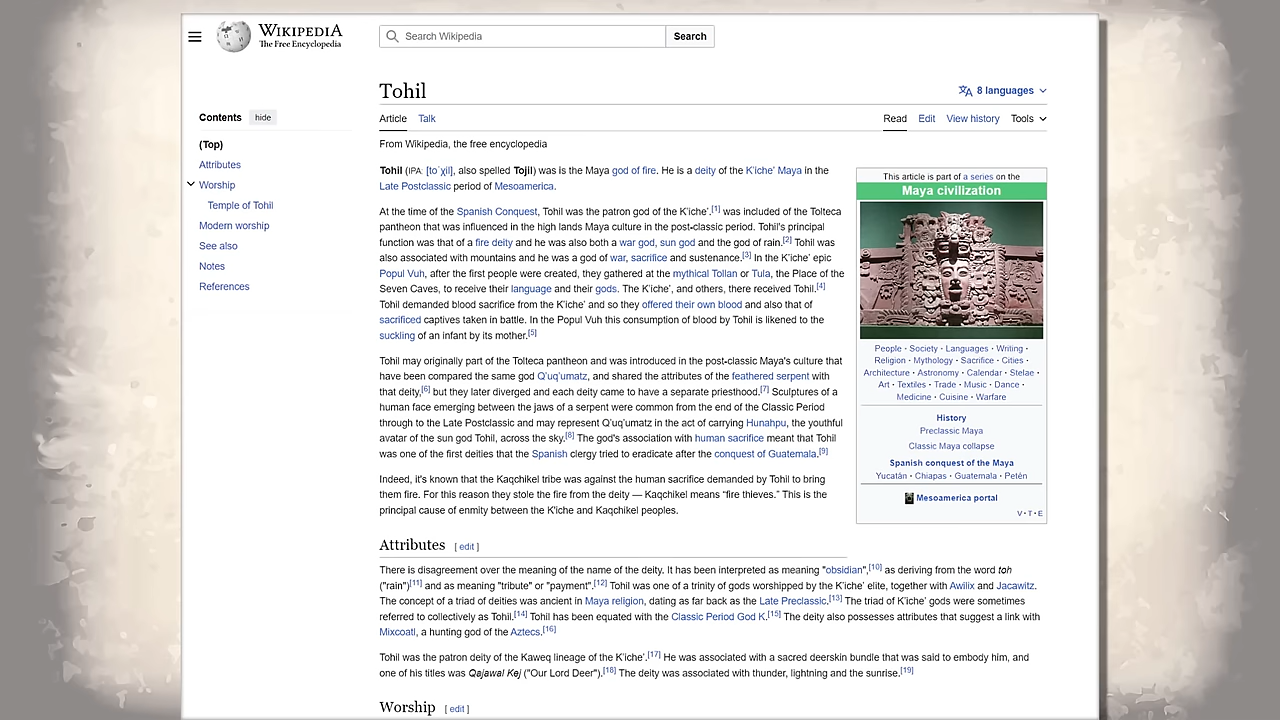 WIKIPEDIA
The Free Encyclopedia
Search Wikipedia
Search
Contents hide
(Top)
Attributes
Worship
Temple of Tohil
Modern worship
See also
Notes
References
Tohil
8 languages
Article Talk
Read Edit View history Tools
From Wikipedia, the free encyclopedia
Tohil (IPA: [toˈχil], also spelled Tojil) was is the Maya god of fire. He is a deity of the K'iche' Maya in the
Late Postclassic period of Mesoamerica.
At the time of the Spanish Conquest, Tohil was the patron god of the K'iche'.[1] was included of the Tolteca
pantheon that was influenced in the high lands Maya culture in the post-classic period. Tohil's principal
function was that of a fire deity and he was also both a war god, sun god and the god of rain.[2] Tohil was
also associated with mountains and he was a god of war, sacrifice and sustenance.[3] In the K'iche' epic
Popul Vuh, after the first people were created, they gathered at the mythical Tollan or Tula, the Place of the
Seven Caves, to receive their language and their gods. The K'iche', and others, there received Tohil.[4]
Tohil demanded blood sacrifice from the K'iche' and so they offered their own blood and also that of
sacrificed captives taken in battle. In the Popul Vuh this consumption of blood by Tohil is likened to the
suckling of an infant by its mother.[5]
Tohil may originally part of the Tolteca pantheon and was introduced in the post-classic Maya's culture that
have been compared the same god Q'uq'umatz, and shared the attributes of the feathered serpent with
that deity,[6] but they later diverged and each deity came to have a separate priesthood.[7] Sculptures of a
human face emerging between the jaws of a serpent were common from the end of the Classic Period
through to the Late Postclassic and may represent Q'uq'umatz in the act of carrying Hunahpu, the youthful
avatar of the sun god Tohil, across the sky.[8] The god's association with human sacrifice meant that Tohil
was one of the first deities that the Spanish clergy tried to eradicate after the conquest of Guatemala.[9]
Indeed, it's known that the Kaqchikel tribe was against the human sacrifice demanded by Tohil to bring
them fire. For this reason they stole the fire from the deity — Kaqchikel means “fire thieves.” This is the
principal cause of enmity between the K'iche and Kaqchikel peoples.
This article is part of a series on the
Maya civilization
People · Society · Languages · Writing ·
Religion · Mythology · Sacrifice · Cities ·
Architecture · Astronomy · Calendar · Stelae ·
Art · Textiles · Trade · Music · Dance ·
Medicine · Cuisine · Warfare
History
Preclassic Maya
Classic Maya collapse
Spanish conquest of the Maya
Yucatán · Chiapas · Guatemala · Petén
Mesoamerica portal
V · T · E
Attributes [ edit ]
There is disagreement over the meaning of the name of the deity. It has been interpreted as meaning "obsidian",[10] as deriving from the word toh
("rain")[11] and as meaning "tribute" or "payment".[12] Tohil was one of a trinity of gods worshipped by the K'iche' elite, together with Awilix and Jacawitz.
The concept of a triad of deities was ancient in Maya religion, dating as far back as the Late Preclassic.[13] The triad of K'iche' gods were sometimes
referred to collectively as Tohil.[14] Tohil has been equated with the Classic Period God K.[15] The deity also possesses attributes that suggest a link with
Mixcoatl, a hunting god of the Aztecs.[16]
Tohil was the patron deity of the Kaweq lineage of the K'iche'.[17] He was associated with a sacred deerskin bundle that was said to embody him, and
one of his titles was Qajawal Kej ("Our Lord Deer").[18] The deity was associated with thunder, lightning and the sunrise.[19]
Worship [ edit ]